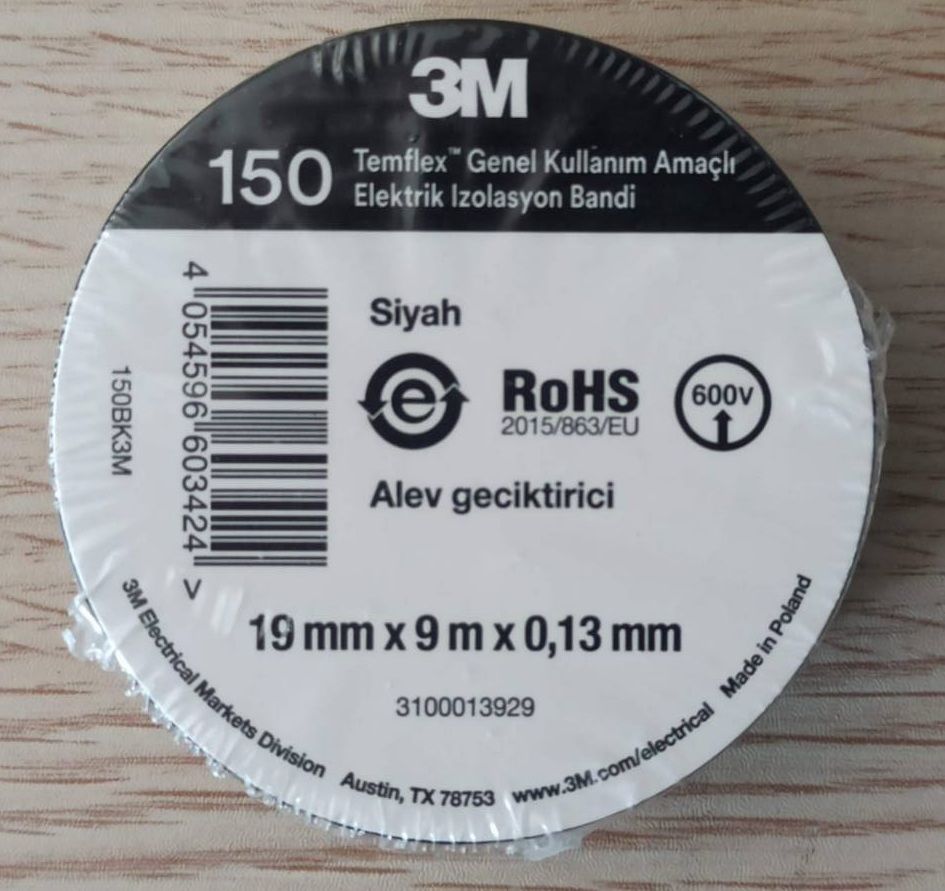 3M
150
Temflex™ Genel Kullanım Amaçlı
Elektrik Izolasyon Bandi
4 054596 603424 >
150BK3M
Siyah
e
RoHS
2015/863/EU
600V
Alev geciktirici
19 mm x 9 m x 0,13 mm
3100013929
3M Electrical Markets Division Austin, TX 78753 www.3M.com/electrical Made in Poland